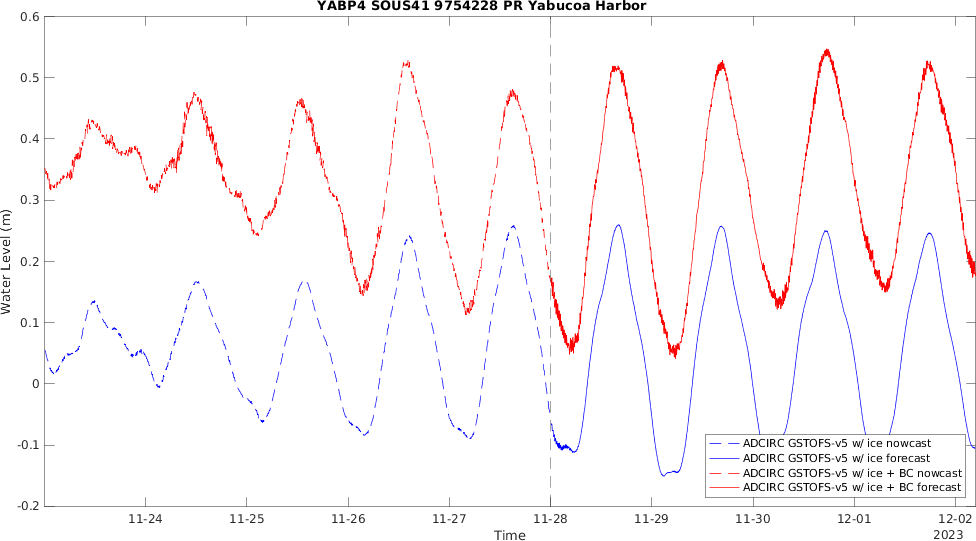 YABP4 SOUS41 9754228 PR Yabucoa Harbor
0.6
0.5
0.4
0.3
0.2
0.1
0
-0.1
-0.2
Water Level (m)
ADCIRC GSTOFS-v5 w/ ice nowcast
ADCIRC GSTOFS-v5 w/ ice forecast
ADCIRC GSTOFS-v5 w/ ice + BC nowcast
ADCIRC GSTOFS-v5 w/ ice + BC forecast
11-24 11-25 11-26 11-27 11-28 11-29 11-30 12-01 12-02
Time
2023